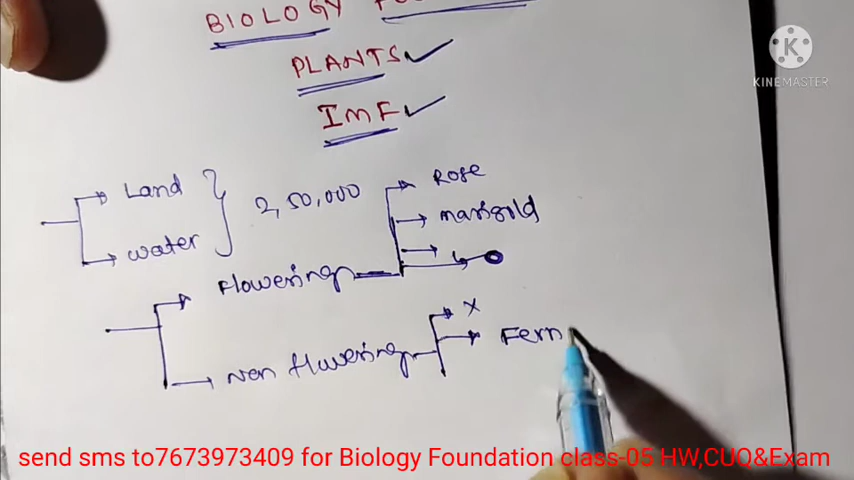 BIOLOGY
PLANTS
IMF
KINEMASTER
Land
water
2,50,000
Rose
marigold
Flowering
Non flowering
x
Fern
send sms to7673973409 for Biology Foundation class-05 HW,CUQ&Exam